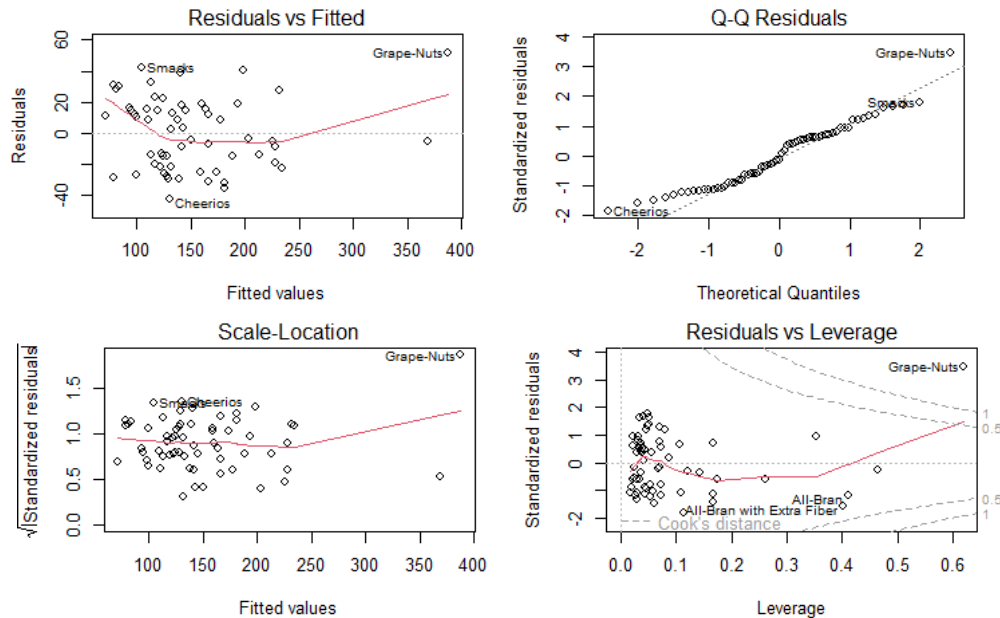 Residuals vs Fitted
Residuals
60
20
0
-40
Grape-Nuts
Smacks
Cheerios
100 150 200 250 300 350 400
Fitted values
Q-Q Residuals
Standardized residuals
4
3
2
1
0
-1
-2
Grape-Nuts
Smacks
Cheerios
-2 -1 0 1 2
Theoretical Quantiles
Scale-Location
√|Standardized residuals|
1.5
1.0
0.5
0.0
Grape-Nuts
Smacks
Cheerios
100 150 200 250 300 350 400
Fitted values
Residuals vs Leverage
Standardized residuals
4
3
2
1
0
-2
Grape-Nuts
1
0.5
0.5
1
All-Bran
All-Bran with Extra Fiber
Cook's distance
0.0 0.1 0.2 0.3 0.4 0.5 0.6
Leverage